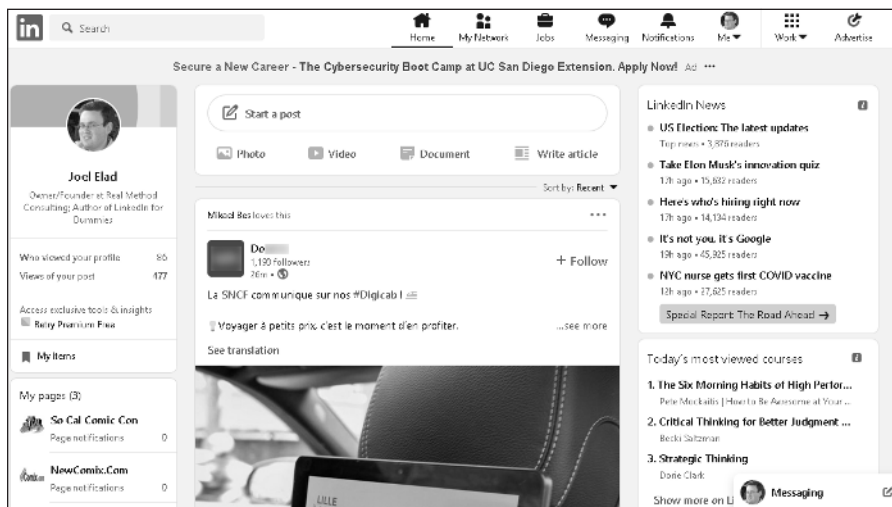 in
Search
Home
My Network
Jobs
Messaging
Notifications
Me
Work
Advertise
Secure a New Career - The Cybersecurity Boot Camp at UC San Diego Extension. Apply Now! Ad ...
Joel Elad
Owner/Founder at Real Method
Consulting; Author of LinkedIn for
Dummies
Who viewed your profile 86
Views of your post 477
Access exclusive tools & insights
Retry Premium Free
My items
My pages (3)
So-Cal Comic Con
Page notifications 0
NewComix.Com
Page notifications 0
Start a post
Photo
Video
Document
Write article
Sort by: Recent
Mikael Bes loves this
...
Do
1,190 followers
26m •
+ Follow
La SNCF communique sur nos #Digicab !
Voyager à petits prix, c'est le moment d'en profiter.
...see more
See translation
LILLE
LinkedIn News
US Election: The latest updates
Top news • 3,876 readers
Take Elon Musk's innovation quiz
17h ago • 15,632 readers
Here's who's hiring right now
17h ago • 14,134 readers
It's not you, it's Google
19h ago • 45,925 readers
NYC nurse gets first COVID vaccine
12h ago • 27,625 readers
Special Report: The Road Ahead →
Today's most viewed courses
1. The Six Morning Habits of High Perfor...
Pete Mockaitis | How to Be Awesome at Your ...
2. Critical Thinking for Better Judgment ...
Becki Saltzman
3. Strategic Thinking
Dorie Clark
Show more on Li
Messaging